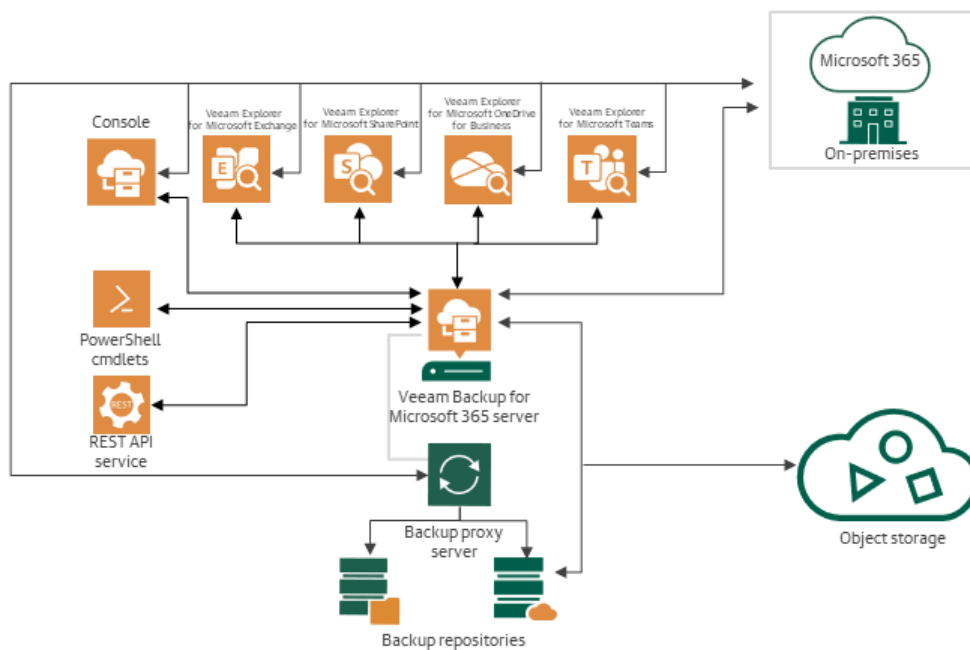 Microsoft 365
On-premises
Console
Veeam Explorer
for Microsoft Exchange
Veeam Explorer
for Microsoft SharePoint
Veeam Explorer
for Microsoft OneDrive
for Business
Veeam Explorer
for Microsoft Teams
E
S
T
PowerShell
cmdlets
Veeam Backup for
Microsoft 365 server
REST
REST API
service
Backup proxy
server
Object storage
Backup repositories